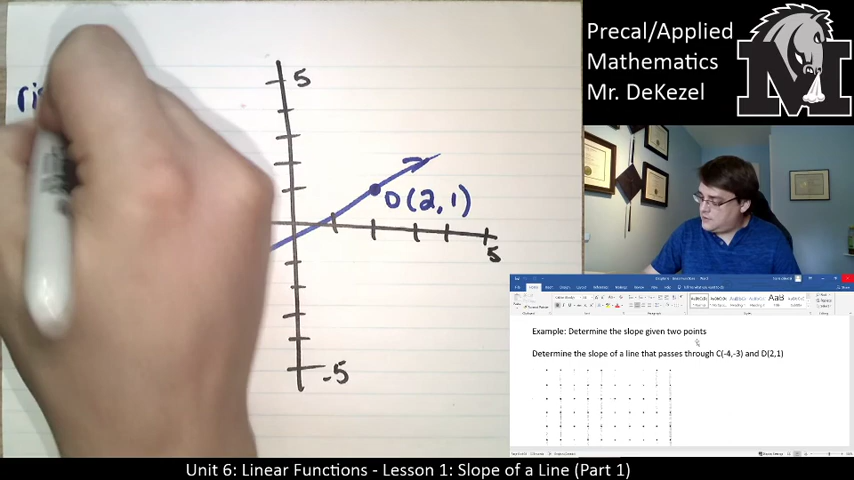 ri
5
D(2,1)
5
-5
Precal/Applied
Mathematics
Mr. DeKezel
M
Example: Determine the slope given two points
Determine the slope of a line that passes through C(-4,-3) and D(2,1)
Unit 6: Linear Functions - Lesson 1: Slope of a Line (Part 1)